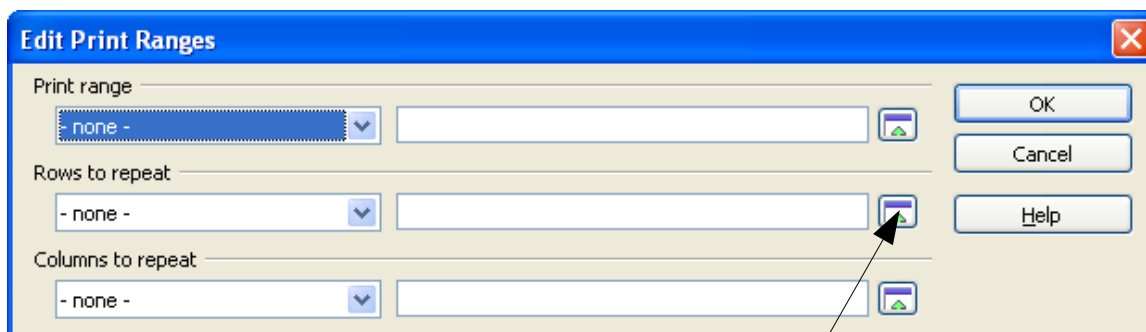 Edit Print Ranges
Print range
- none -
OK
Cancel
Rows to repeat
- none -
Help
Columns to repeat
- none -